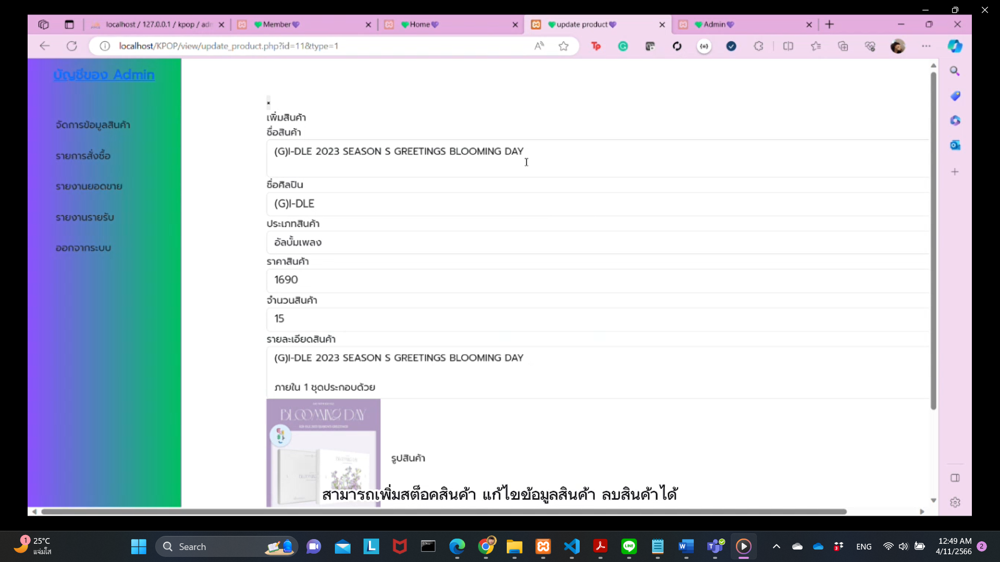 localhost / 127.0.0.1 / kpop / adn
💚Member💜
💚Home💜
💚update product💜
💚Admin💜
localhost/KPOP/view/update_product.php?id=11&type=1
บัญชีของ Admin
จัดการข้อมูลสินค้า
รายการสั่งซื้อ
รายงานยอดขาย
รายงานรายรับ
ออกจากระบบ
×
เพิ่มสินค้า
ชื่อสินค้า
(G)I-DLE 2023 SEASON S GREETINGS BLOOMING DAY
ชื่อศิลปิน
(G)I-DLE
ประเภทสินค้า
อัลบั้มเพลง
ราคาสินค้า
1690
จำนวนสินค้า
15
รายละเอียดสินค้า
(G)I-DLE 2023 SEASON S GREETINGS BLOOMING DAY
ภายใน 1 ชุดประกอบด้วย
BLOOMING DAY
รูปสินค้า
สามารถเพิ่มสต็อคสินค้า แก้ไขข้อมูลสินค้า ลบสินค้าได้
1
25°C
แจ่มใส
Search
ENG
12:49 AM
4/11/2566
2